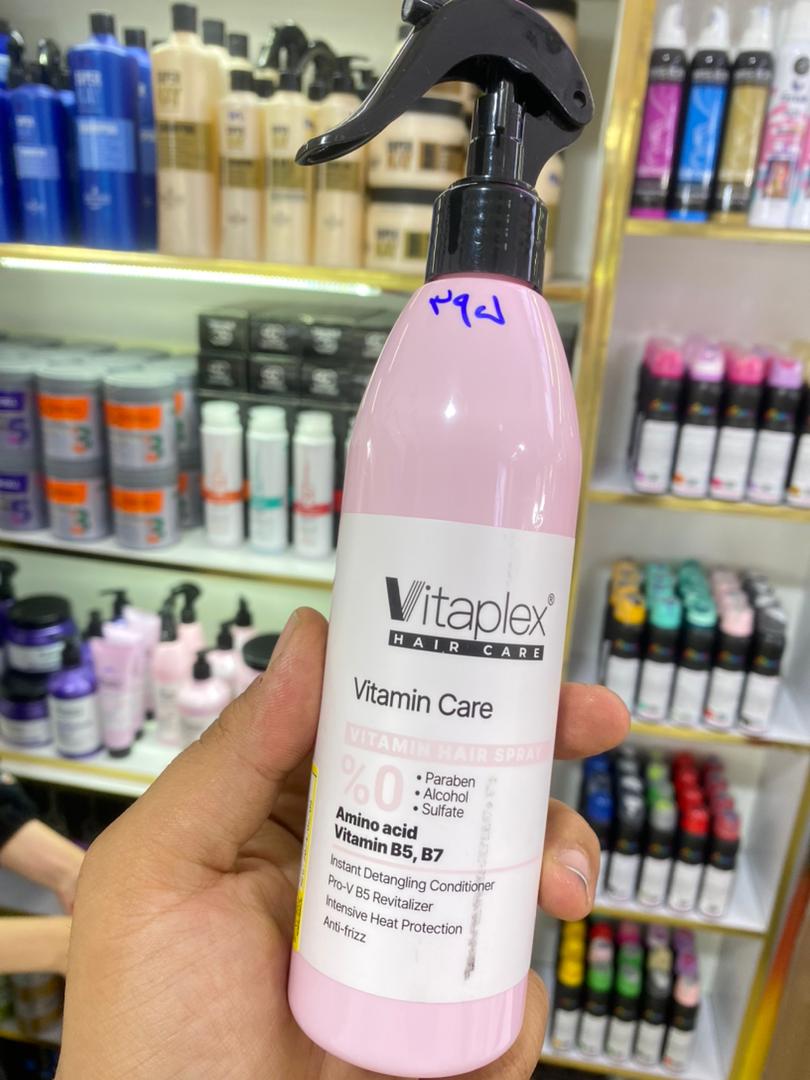 Vitaplex®
HAIR CARE
Vitamin Care
VITAMIN HAIR SPRAY
%0
• Paraben
• Alcohol
• Sulfate
Amino acid
Vitamin B5, B7
Instant Detangling Conditioner
Pro-V B5 Revitalizer
Intensive Heat Protection
Anti-frizz